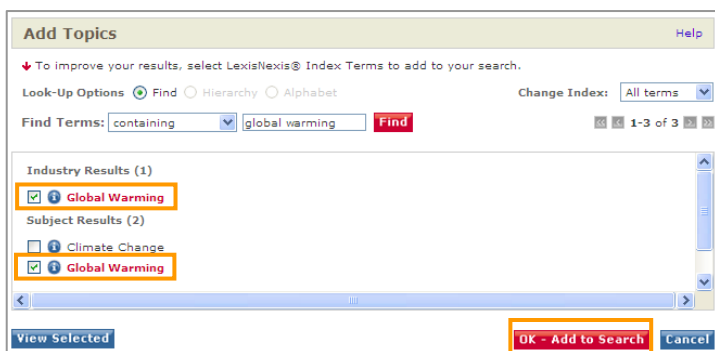 Add Topics Help
To improve your results, select LexisNexis® Index Terms to add to your search.
Look-Up Options Find Hierarchy Alphabet Change Index: All terms
Find Terms: containing global warming Find 1-3 of 3
Industry Results (1)
Global Warming
Subject Results (2)
Climate Change
Global Warming
View Selected OK - Add to Search Cancel